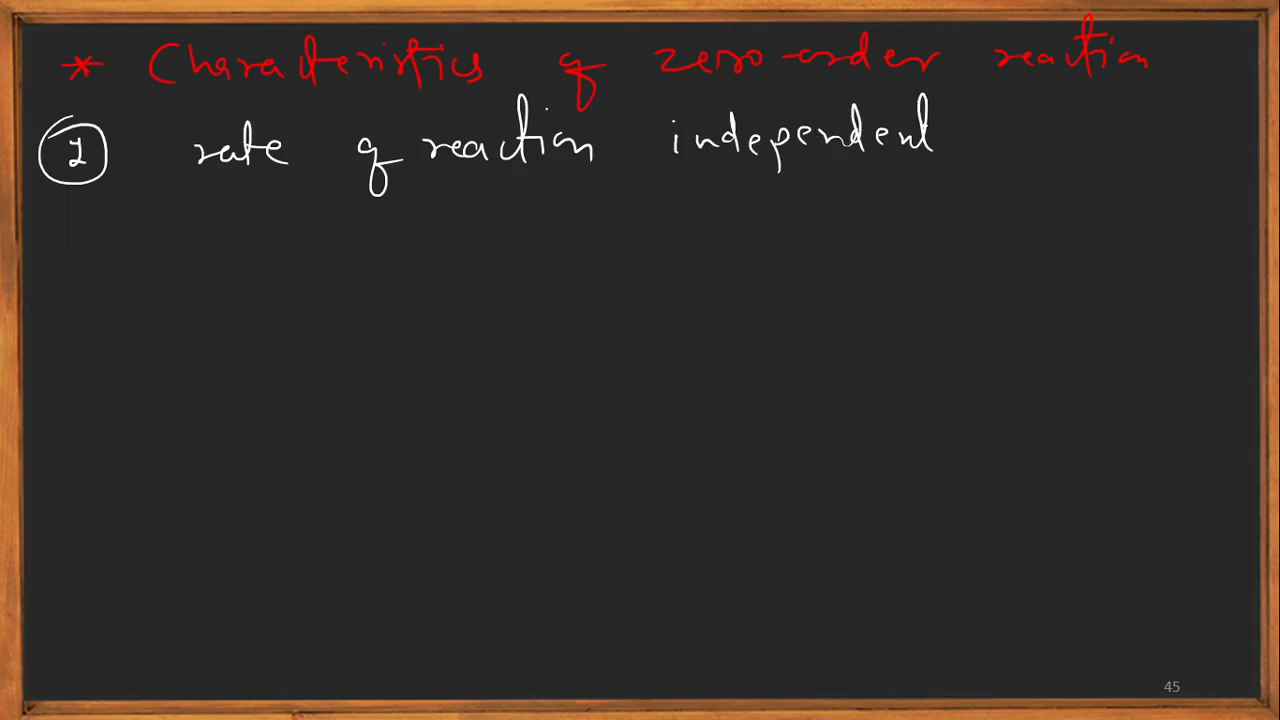 * Characteristics of zero-order reaction
1 rate of reaction independent
45